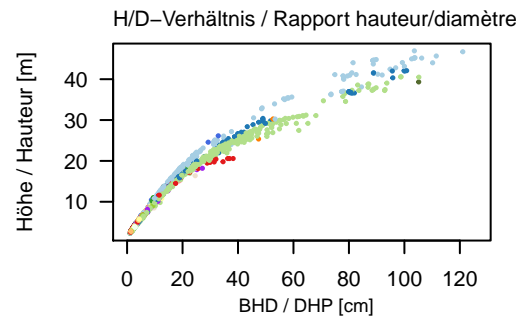 H/D−Verhältnis / Rapport hauteur/diamètre
Höhe / Hauteur [m]
40
30
20
10
0 20 40 60 80 100 120
BHD / DHP [cm]